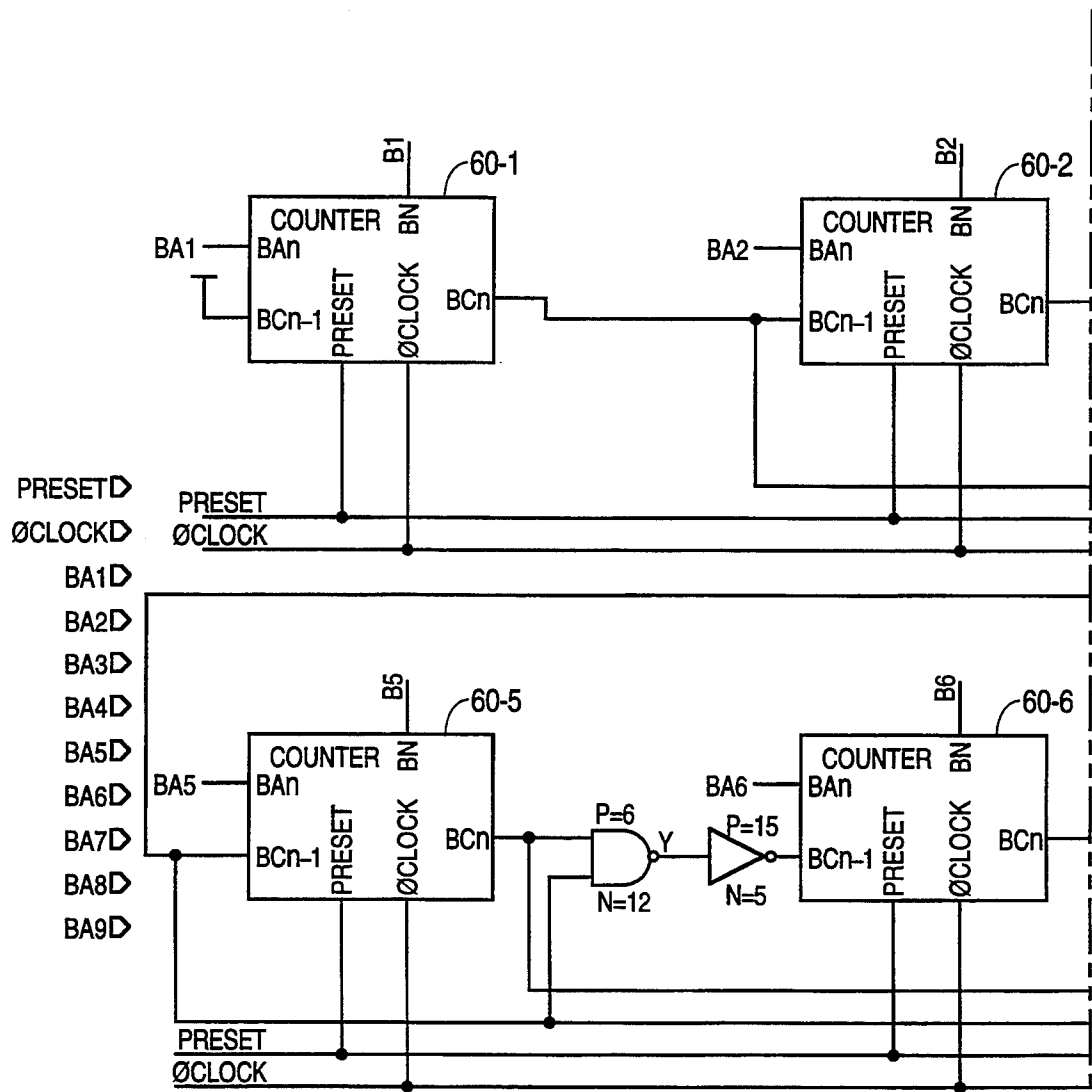 B1
60-1
COUNTER
BN
BA1
BAn
BCn-1
PRESET
ØCLOCK
BCn
B2
60-2
COUNTER
BN
BA2
BAn
BCn-1
PRESET
ØCLOCK
BCn
PRESET
PRESET
ØCLOCK
ØCLOCK
BA1
BA2
BA3
BA4
BA5
BA6
BA7
BA8
BA9
B5
60-5
COUNTER
BN
BA5
BAn
BCn-1
PRESET
ØCLOCK
BCn
P=6
Y
N=12
P=15
N=5
B6
60-6
COUNTER
BN
BA6
BAn
BCn-1
PRESET
ØCLOCK
BCn
PRESET
ØCLOCK